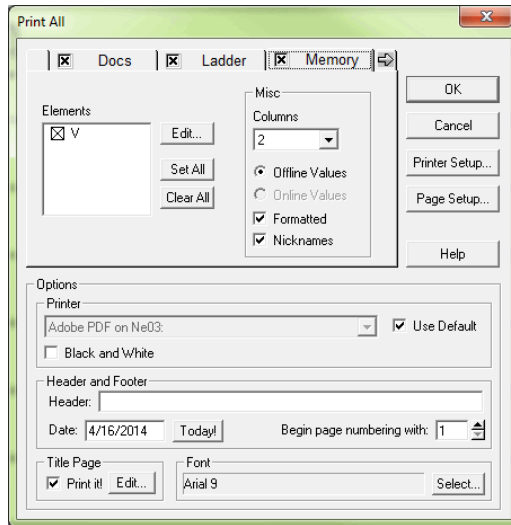 Print All
Docs Ladder Memory
Elements
V
Edit...
Set All
Clear All
Misc
Columns
2
Offline Values
Online Values
Formatted
Nicknames
OK
Cancel
Printer Setup...
Page Setup...
Help
Options
Printer
Adobe PDF on Ne03:
Use Default
Black and White
Header and Footer
Header:
Date: 4/16/2014 Today! Begin page numbering with: 1
Title Page
Print it! Edit...
Font
Arial 9 Select...